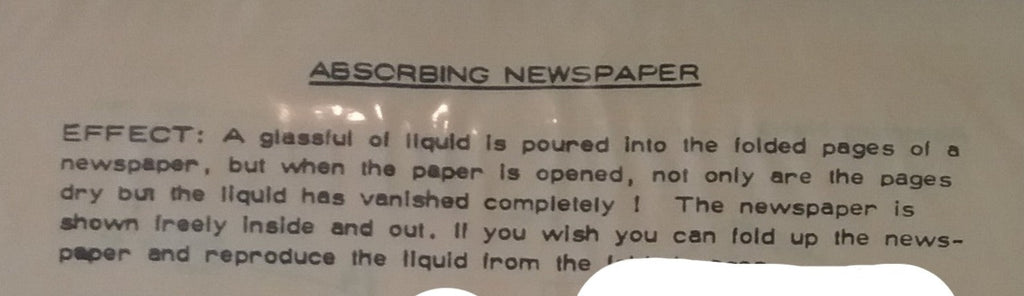 ABSORBING NEWSPAPER
EFFECT: A glassful of liquid is poured into the folded pages of a
newspaper, but when the paper is opened, not only are the pages
dry but the liquid has vanished completely ! The newspaper is
shown freely inside and out. If you wish you can fold up the news-
paper and reproduce the liquid from the